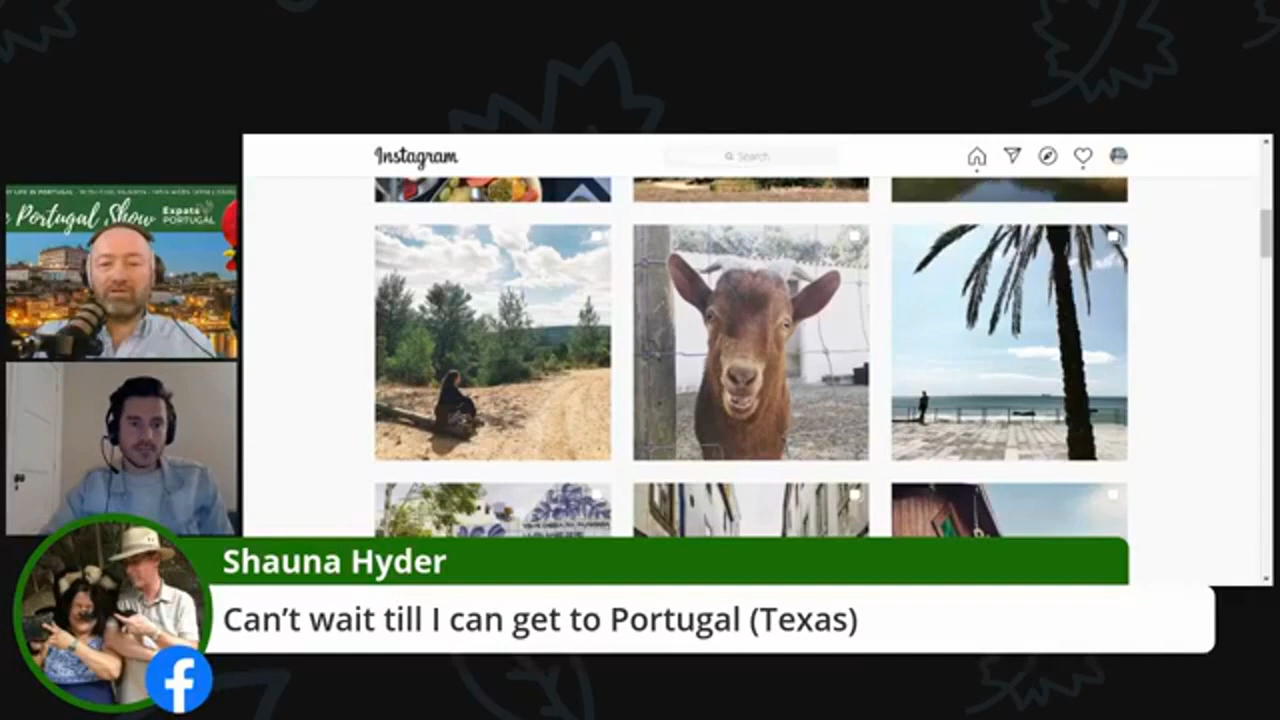 Instagram
Search
Portugal Show
Expats
PORTUGAL
Shauna Hyder
Can't wait till I can get to Portugal (Texas)